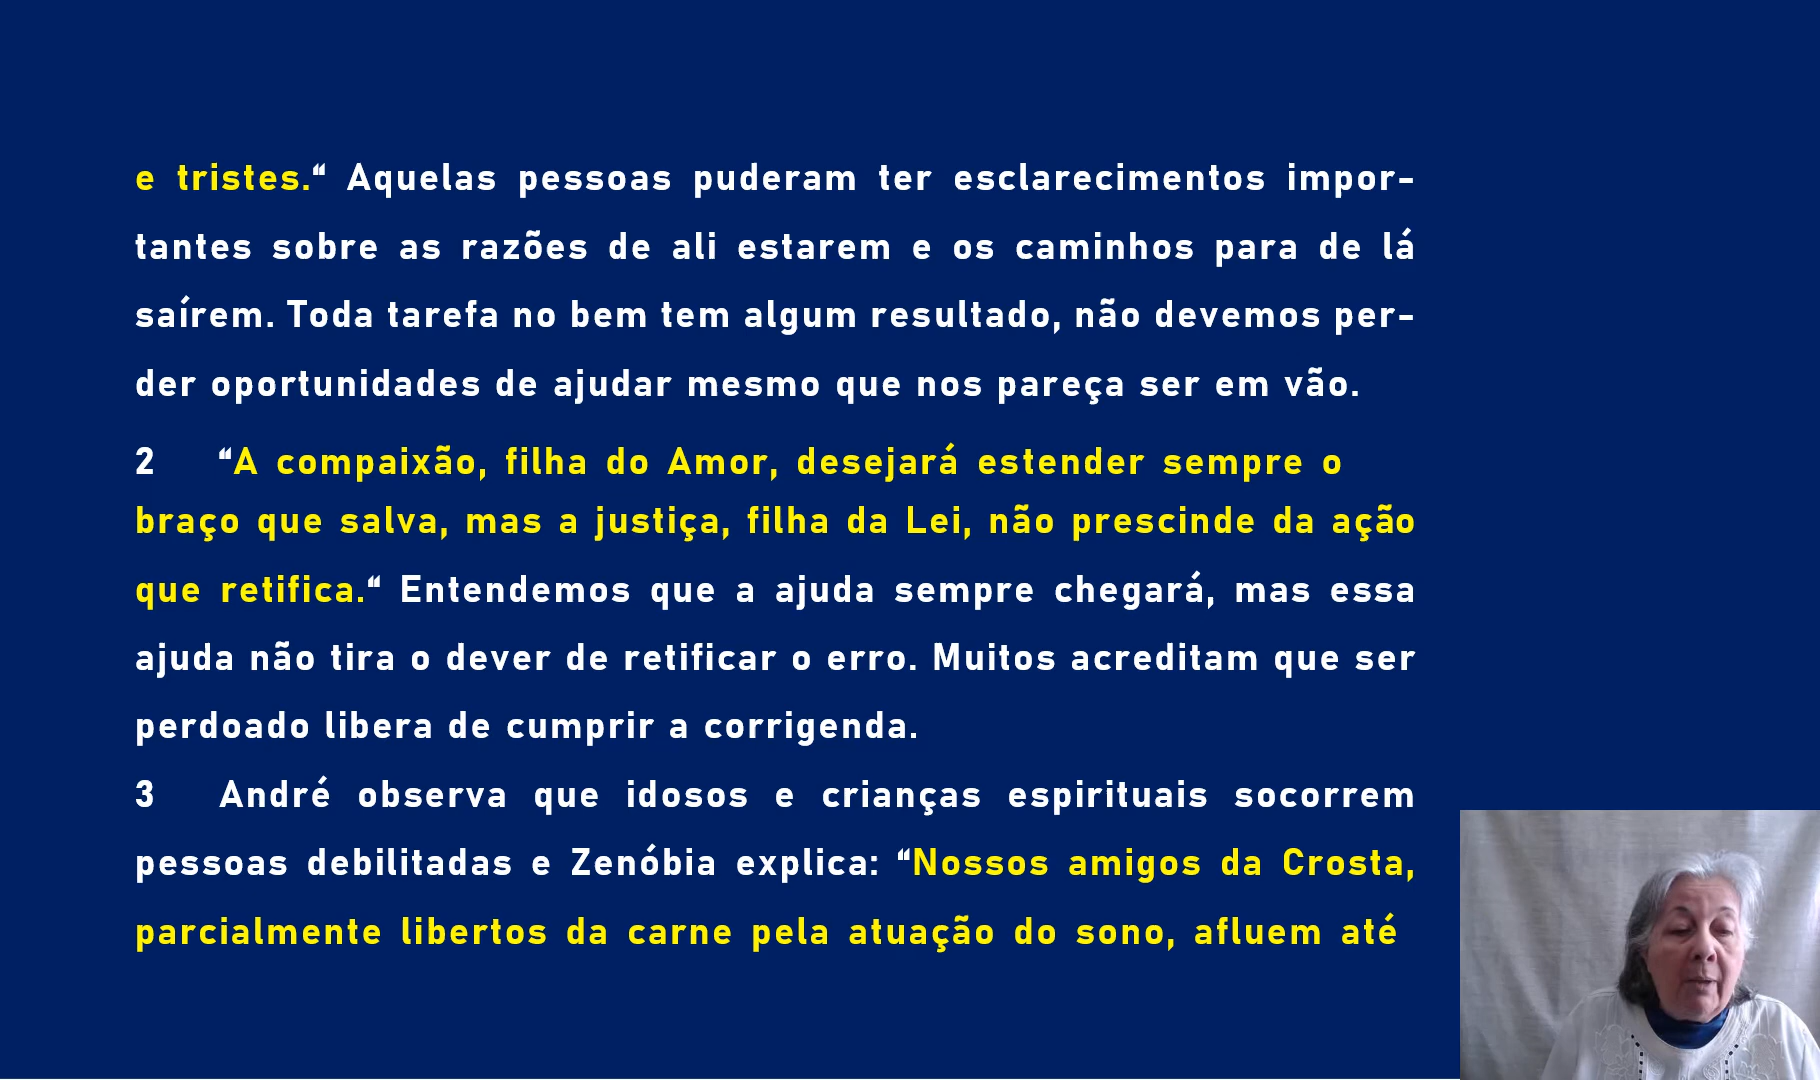 e tristes.“ Aquelas pessoas puderam ter esclarecimentos impor-
tantes sobre as razões de ali estarem e os caminhos para de lá
saírem. Toda tarefa no bem tem algum resultado, não devemos per-
der oportunidades de ajudar mesmo que nos pareça ser em vão.
2 “A compaixão, filha do Amor, desejará estender sempre o
braço que salva, mas a justiça, filha da Lei, não prescinde da ação
que retifica.“ Entendemos que a ajuda sempre chegará, mas essa
ajuda não tira o dever de retificar o erro. Muitos acreditam que ser
perdoado libera de cumprir a corrigenda.
3 André observa que idosos e crianças espirituais socorrem
pessoas debilitadas e Zenóbia explica: “Nossos amigos da Crosta,
parcialmente libertos da carne pela atuação do sono, afluem até